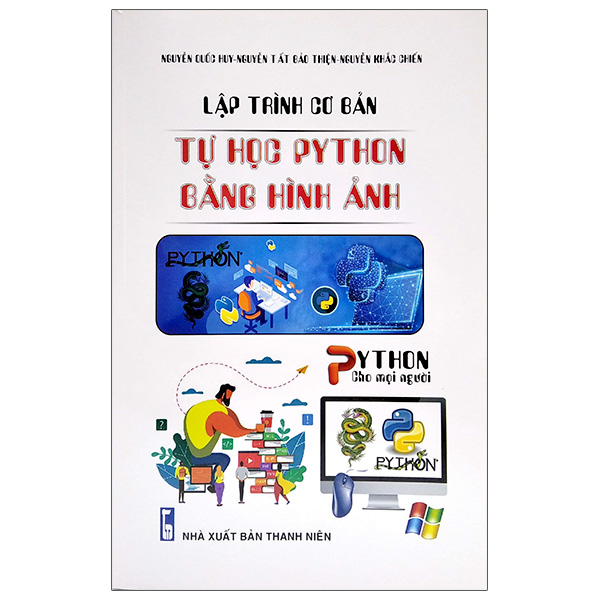 NGUYỄN QUỐC HUY-NGUYỄN TẤT BẢO THIỆN-NGUYỄN KHẮC CHIẾN
LẬP TRÌNH CƠ BẢN
TỰ HỌC PYTHON
BẰNG HÌNH ẢNH
PYTHON
PYTHON
Cho mọi người
PYTHON
NHÀ XUẤT BẢN THANH NIÊN